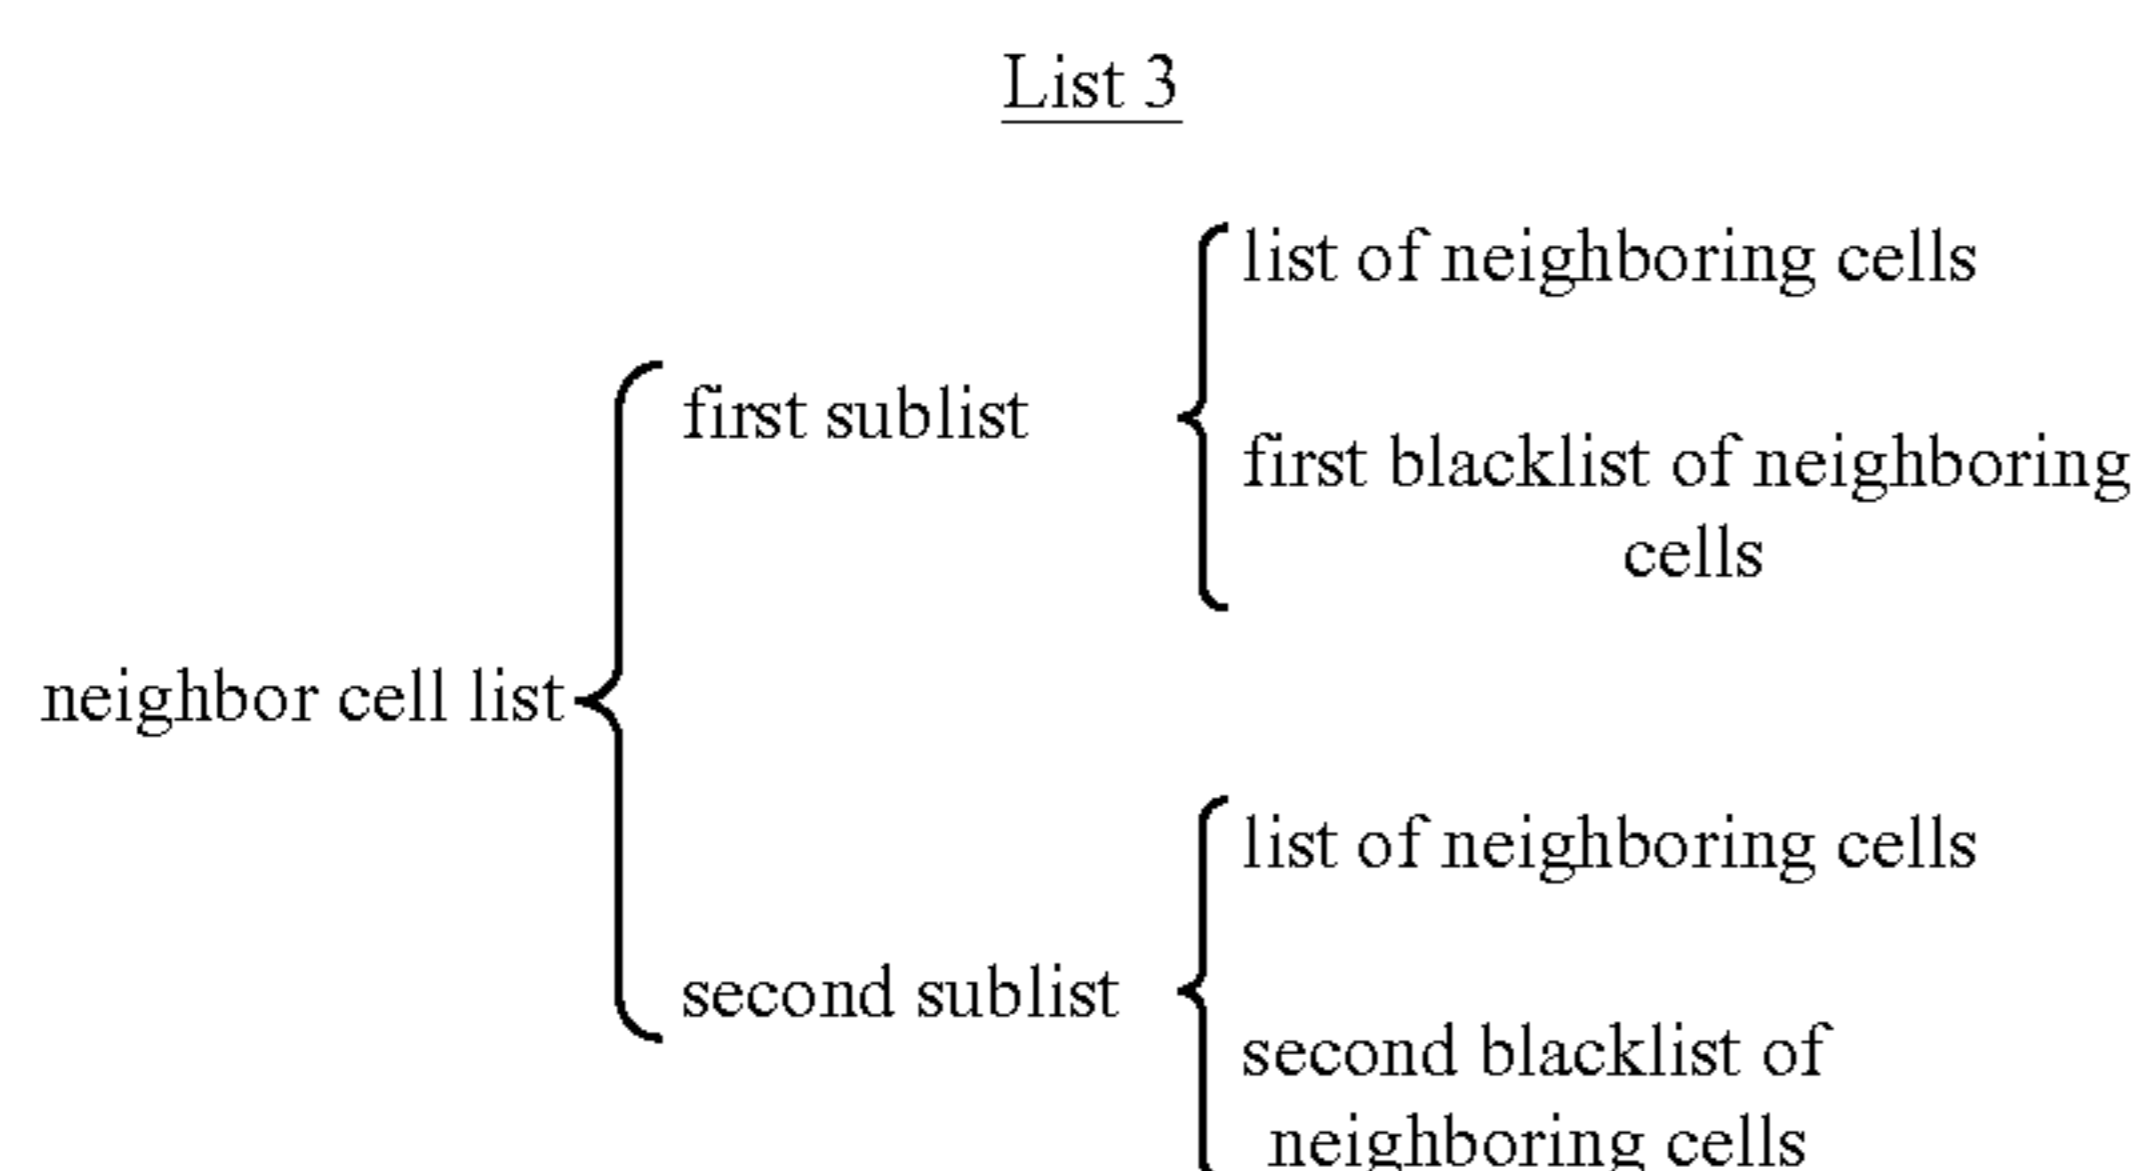 List 3
list of neighboring cells
first sublist
first blacklist of neighboring
cells
neighbor cell list
list of neighboring cells
second sublist
second blacklist of
neighboring cells